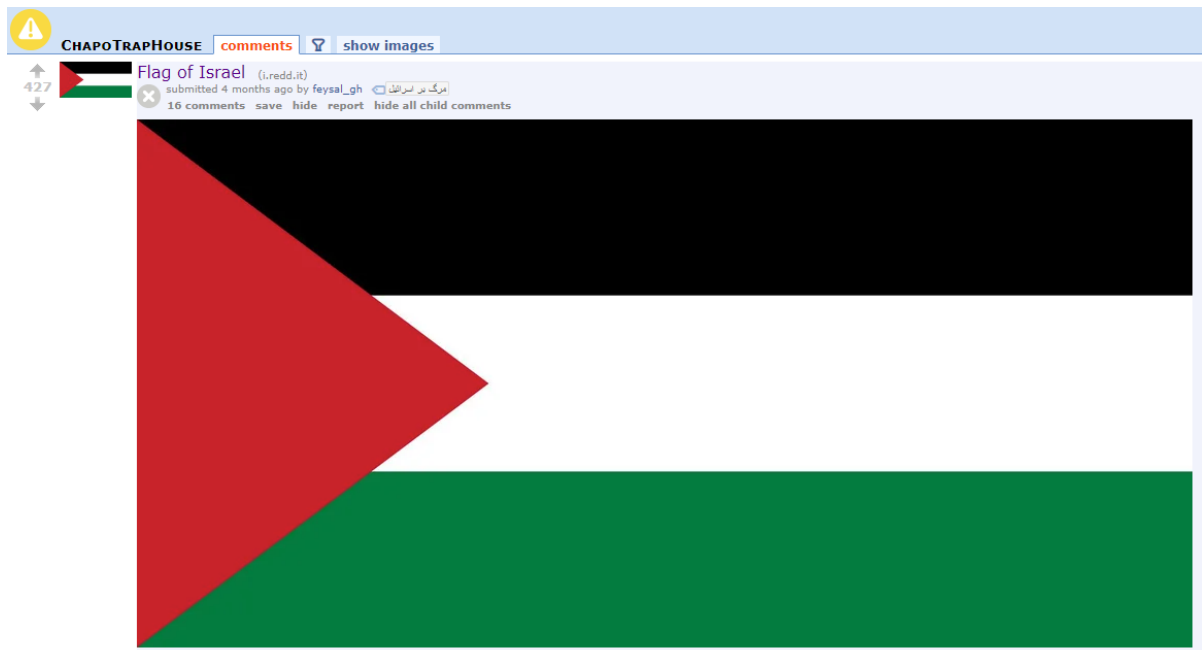 CHAPOTRAPHOUSE comments show images
Flag of Israel (i.redd.it)
427
submitted 4 months ago by feysal_gh مرگ بر اسرائیل
16 comments save hide report hide all child comments